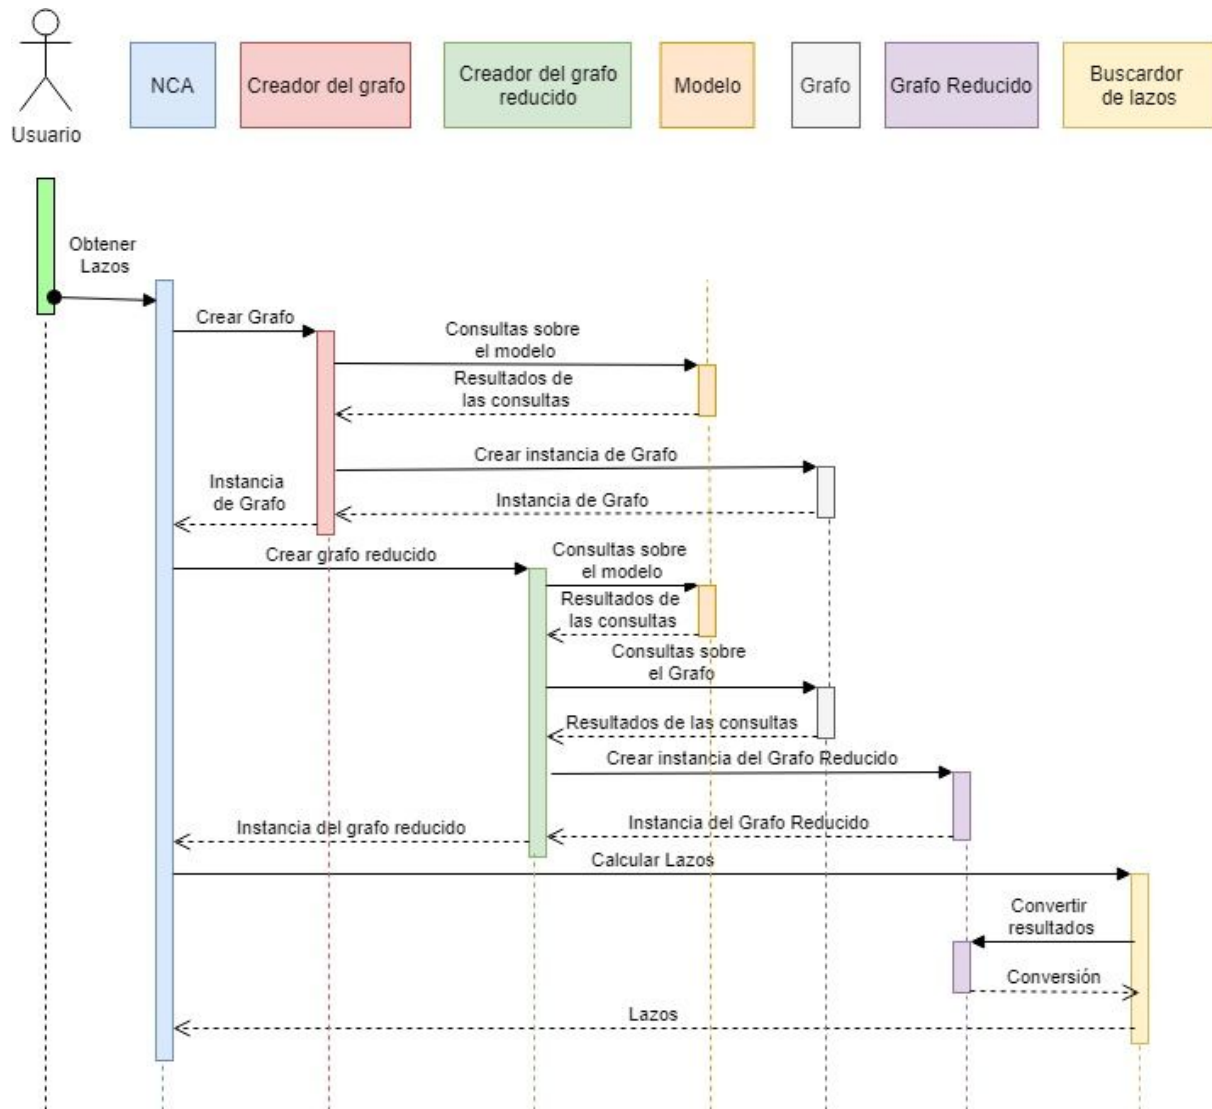 Usuario
NCA
Creador del grafo
Creador del grafo
reducido
Modelo
Grafo
Grafo Reducido
Buscardor
de lazos
Obtener
Lazos
Crear Grafo
Consultas sobre
el modelo
Resultados de
las consultas
Crear instancia de Grafo
Instancia
de Grafo
Instancia de Grafo
Crear grafo reducido
Consultas sobre
el modelo
Resultados de
las consultas
Consultas sobre
el Grafo
Resultados de las consultas
Crear instancia del Grafo Reducido
Instancia del Grafo Reducido
Instancia del grafo reducido
Calcular Lazos
Convertir
resultados
Conversión
Lazos